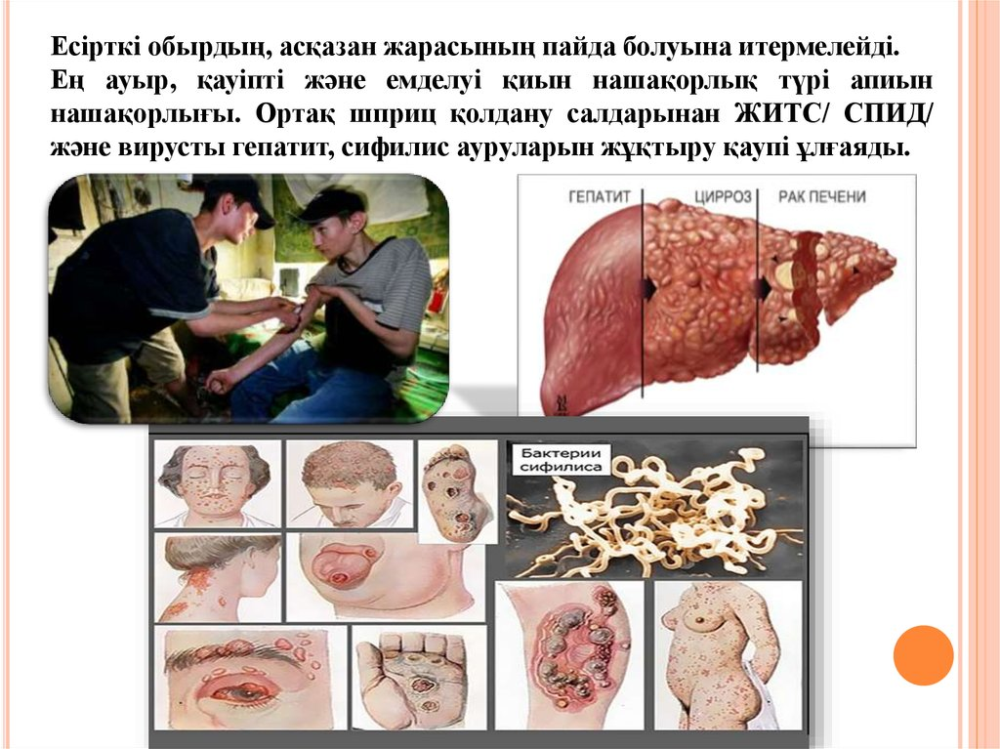 Есірткі обырдың, асқазан жарасының пайда болуына итермелейді.
Ең ауыр, қауіпті және емделуі қиын нашақорлық түрі апиын
нашақорлығы. Ортақ шприц қолдану салдарынан ЖИТС/ СПИД/
және вирусты гепатит, сифилис ауруларын жұқтыру қаупі ұлғаяды.
ГЕПАТИТ ЦИРРОЗ РАК ПЕЧЕНИ
Бактерии
сифилиса